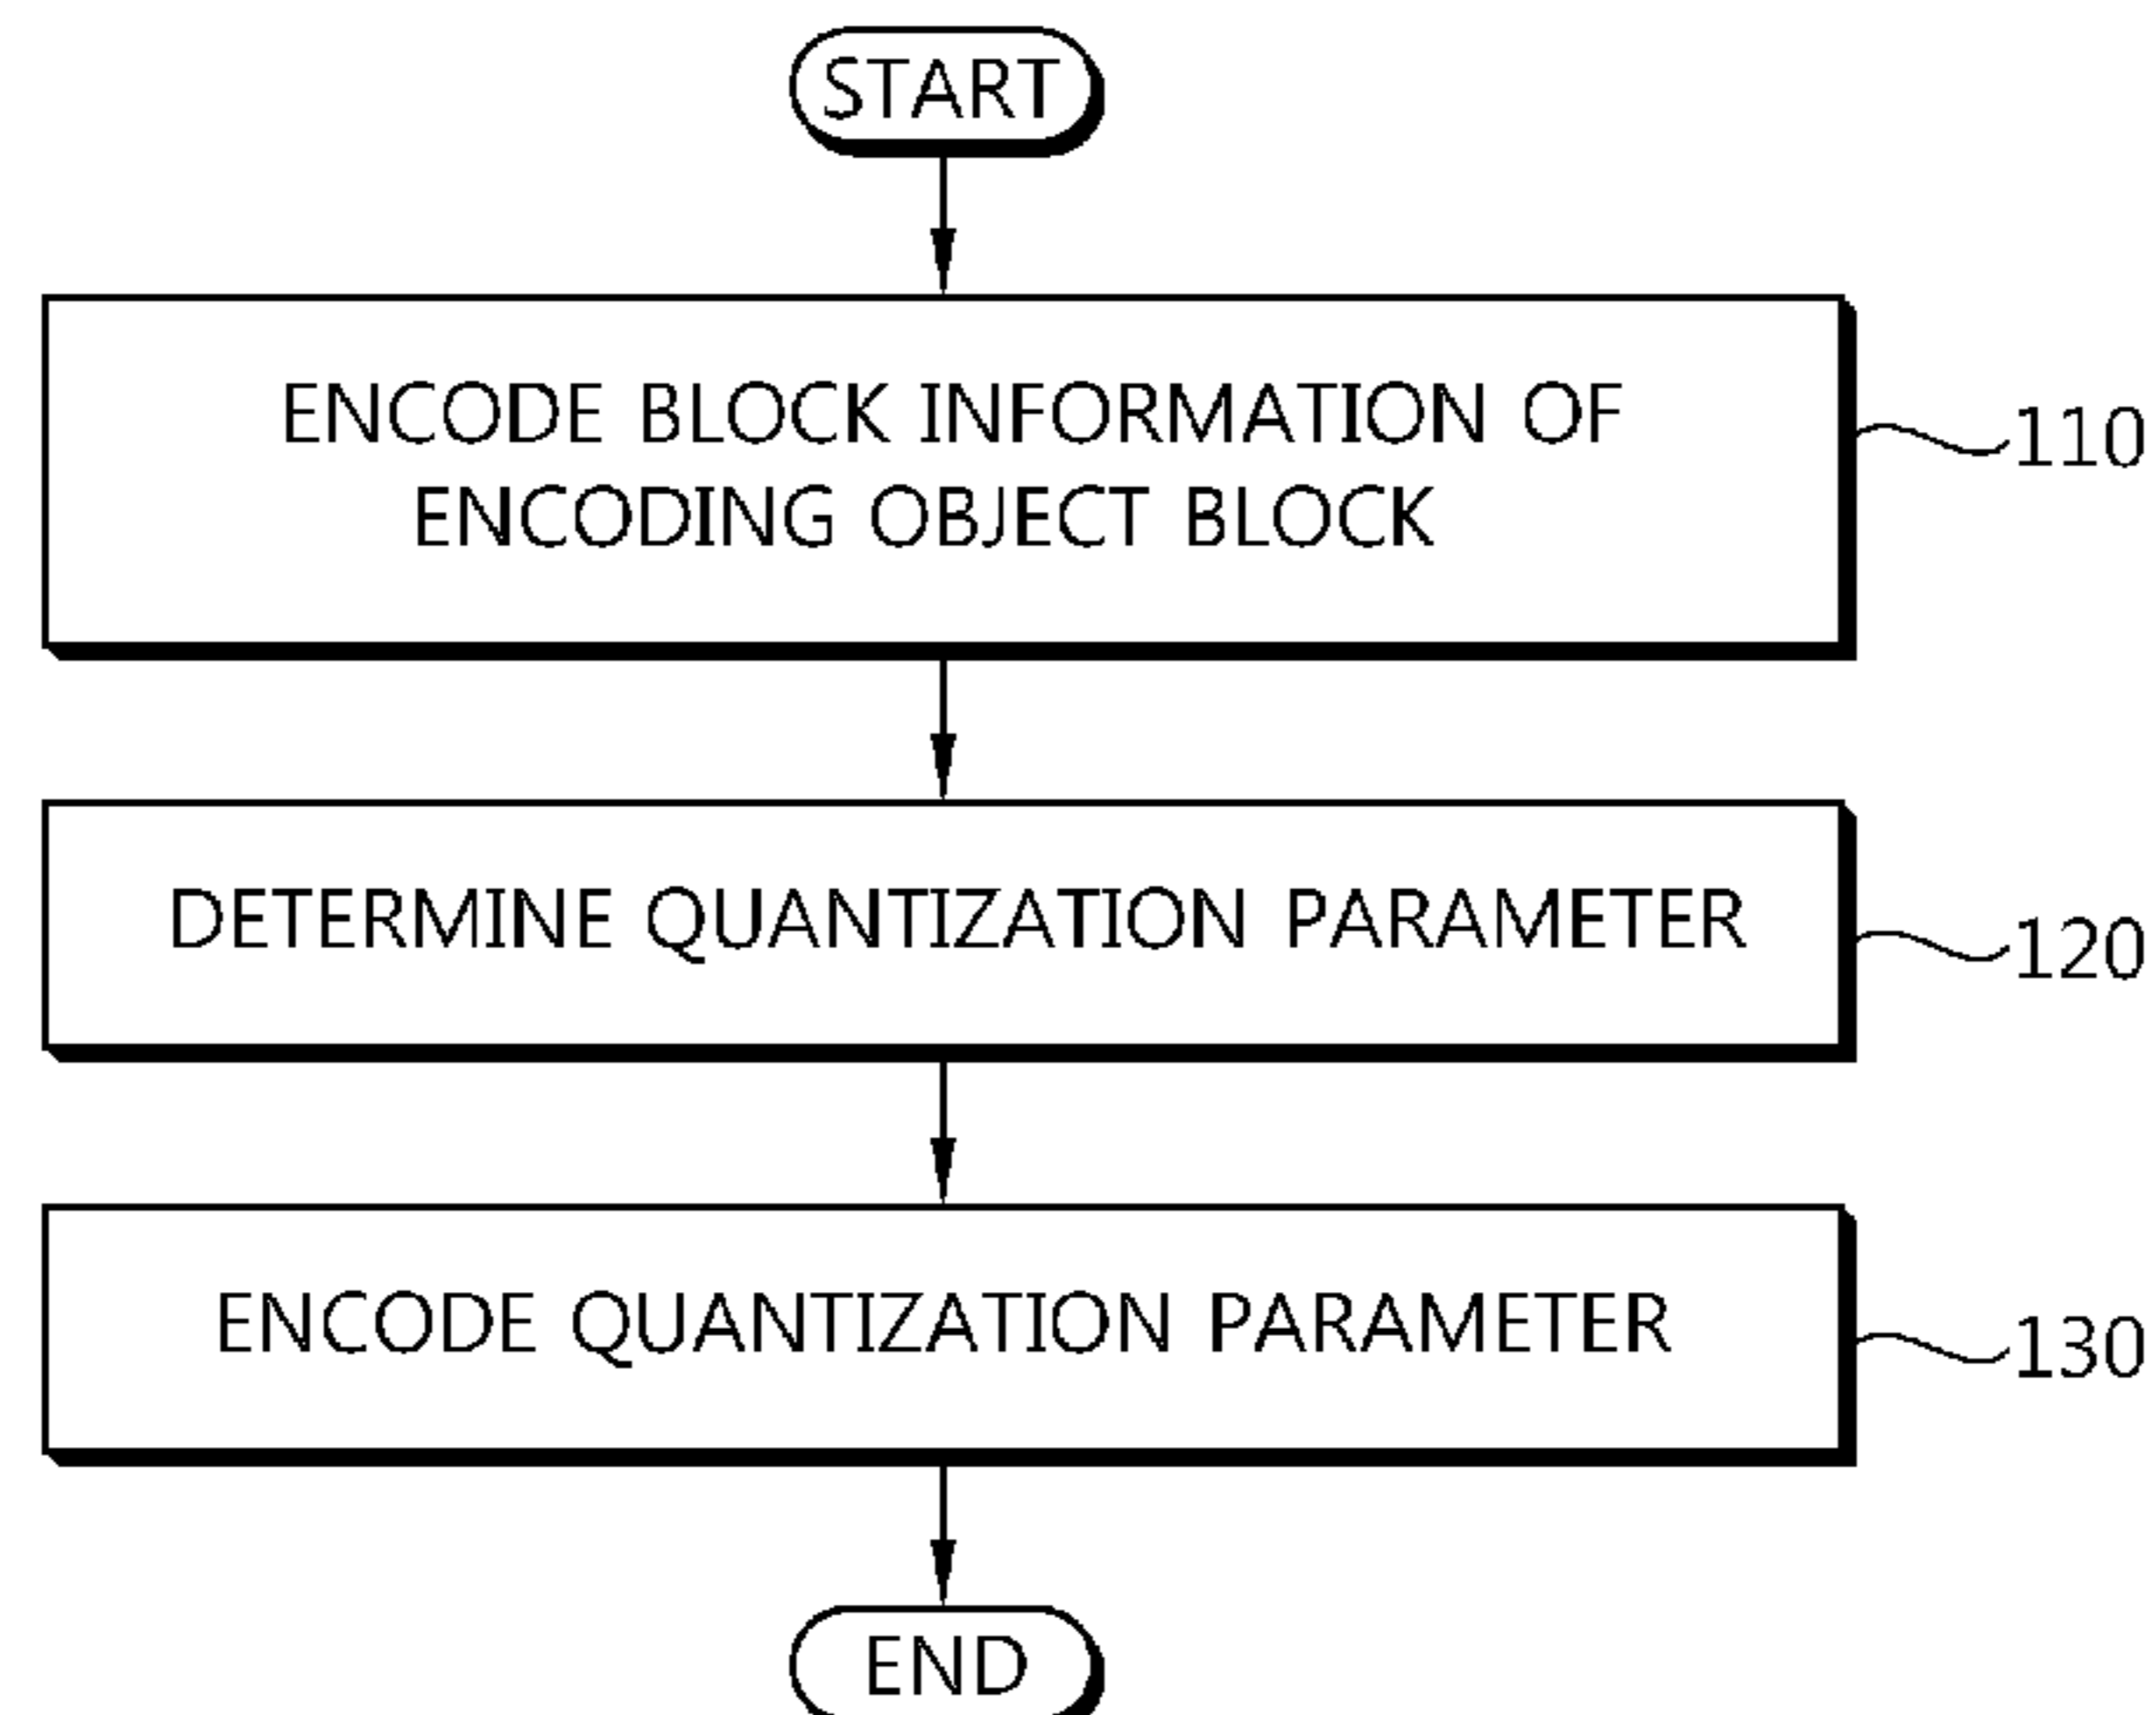 START
ENCODE BLOCK INFORMATION OF
ENCODING OBJECT BLOCK
110
DETERMINE QUANTIZATION PARAMETER
120
ENCODE QUANTIZATION PARAMETER
130
END